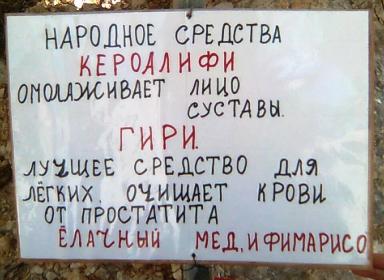 НАРОДНОЕ СРЕДСТВА
КЕРОАЛИФИ
ОМОЛАЖИВАЕТ ЛИЦО
СУСТАВЫ.
ГИРИ.
ЛУЧШЕЕ СРЕДСТВО ДЛЯ
ЛЁГКИХ. ОЧИЩАЕТ КРОВИ
ОТ ПРОСТАТИТА
ЁЛАЧНЫЙ МЕД, И ФИМАРИСО